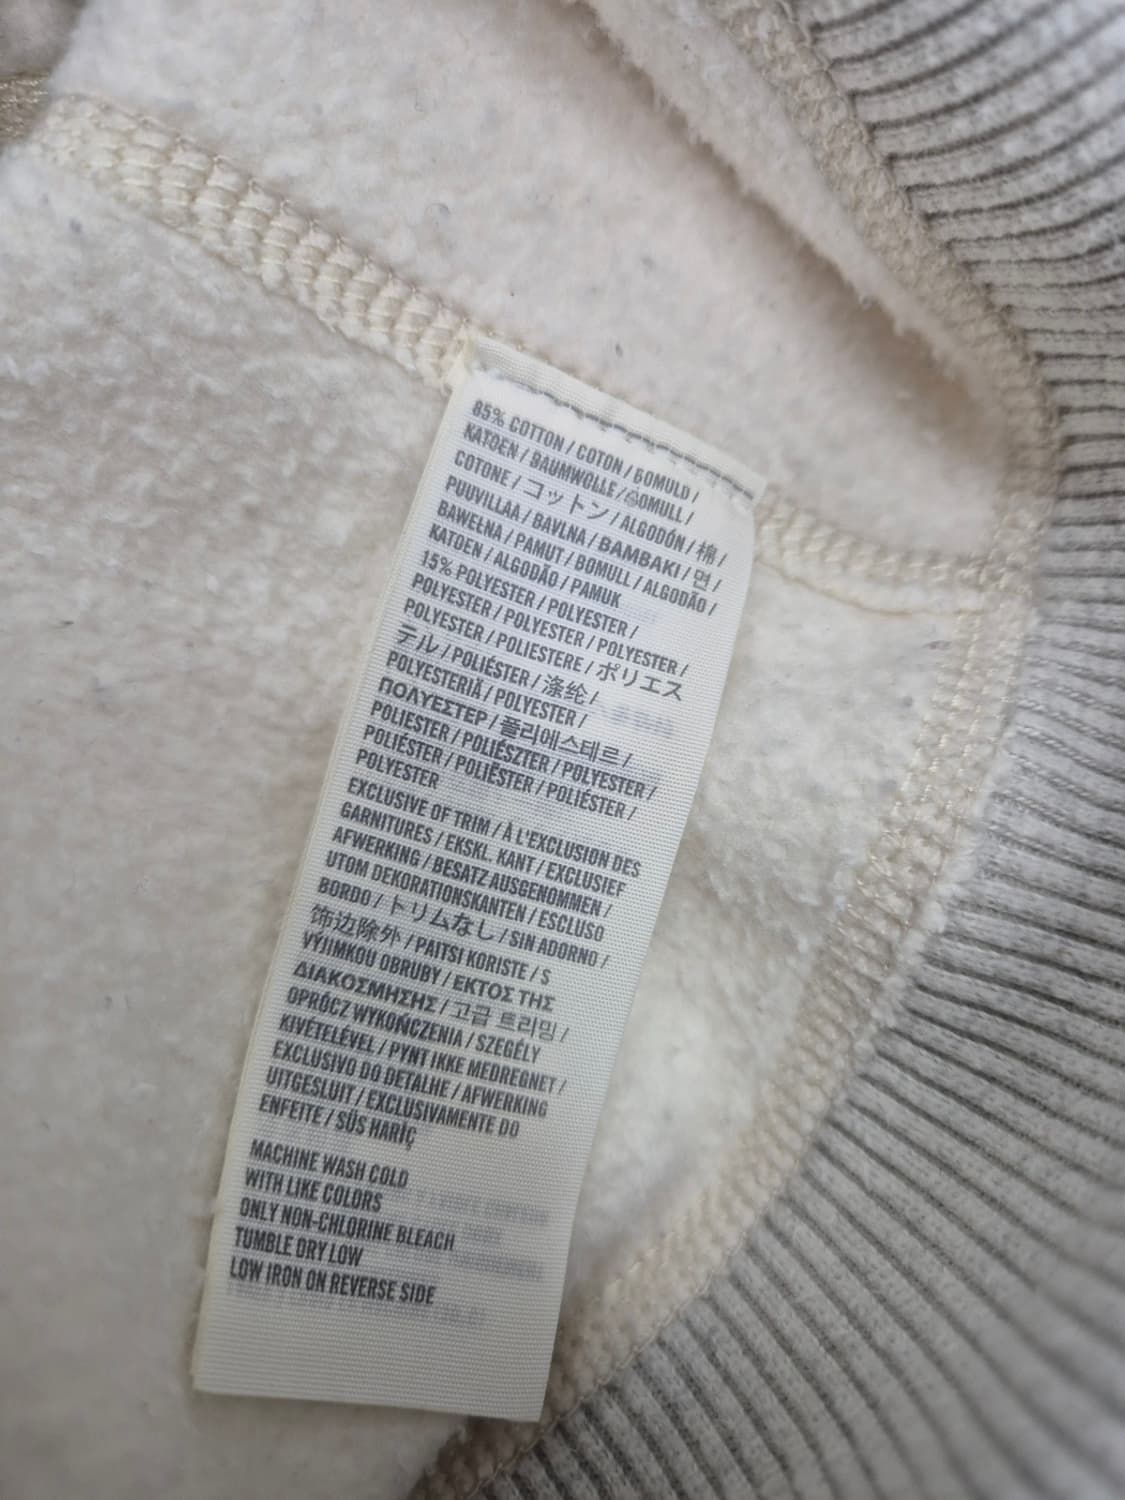 85% COTTON / COTON / BOMULD /
KATOEN / BAUMWOLLE / BOMULL /
COTONE / コットン / ALGODÓN / 棉 /
PUUVILLAA / BAVLNA / BAMBAKI / 면 /
BAWEŁNA / PAMUT / BOMULL / ALGODÃO /
KATOEN / ALGODÃO / PAMUK
15% POLYESTER / POLYESTER /
POLYESTER / POLYESTER / POLYESTER /
POLYESTER / POLIESTERE / ポリエス
テル / POLIÉSTER / 涤纶 /
POLYESTERIÄ / POLYESTER /
ΠΟΛΥΕΣΤΕΡ / 폴리에스테르 /
POLIESTER / POLIÉSZTER / POLYESTER /
POLIÉSTER / POLIÉSTER / POLIÉSTER /
POLYESTER
EXCLUSIVE OF TRIM / À L'EXCLUSION DES
GARNITURES / EKSKL. KANT / EXCLUSIEF
AFWERKING / BESATZ AUSGENOMMEN /
UTOM DEKORATIONSKANTEN / ESCLUSO
BORDO / トリムなし / SIN ADORNO /
饰边除外 / PAITSI KORISTE / S
VÝJIMKOU OBRUBY / ΕΚΤΟΣ ΤΗΣ
ΔΙΑΚΟΣΜΗΣΗΣ / 고급 트리밍 /
OPRÓCZ WYKOŃCZENIA / SZEGÉLY
KIVÉTELÉVEL / PYNT IKKE MEDREGNET /
EXCLUSIVO DO DETALHE / AFWERKING
UITGESLUIT / EXCLUSIVAMENTE DO
ENFEITE / SÜS HARİÇ
MACHINE WASH COLD
WITH LIKE COLORS
ONLY NON-CHLORINE BLEACH
TUMBLE DRY LOW
LOW IRON ON REVERSE SIDE